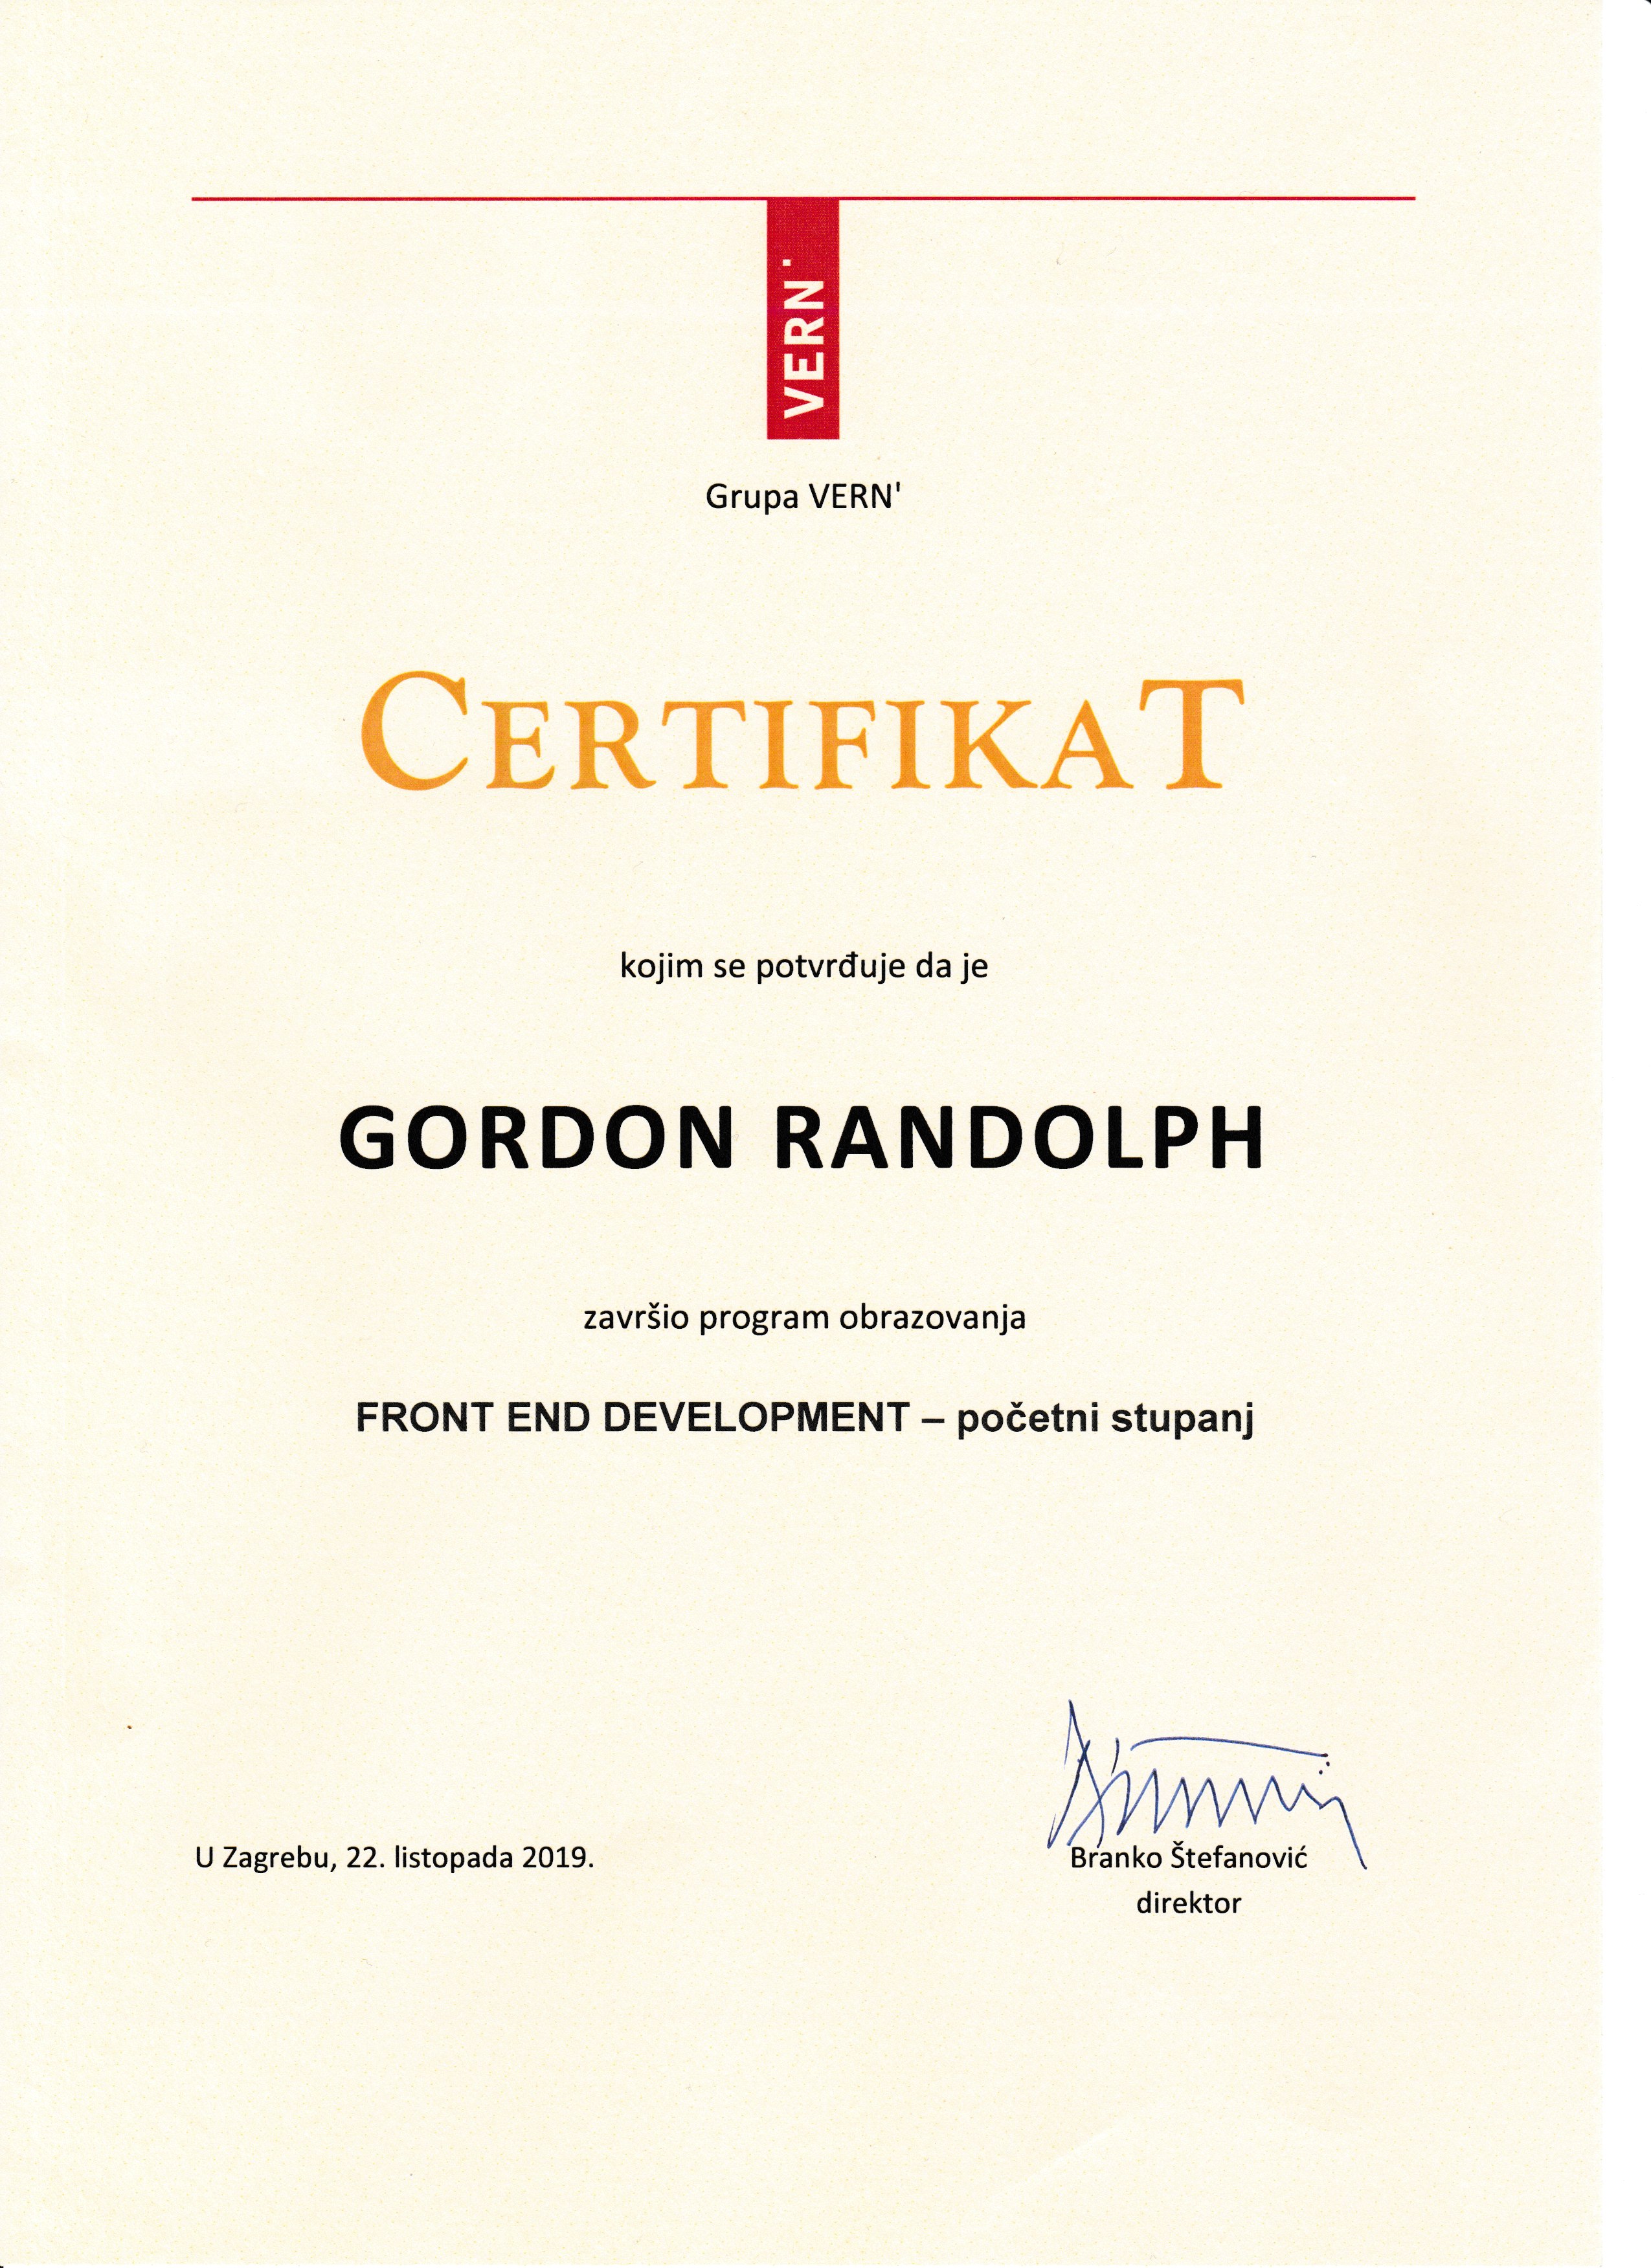 VERN'
Grupa VERN'
CERTIFIKAT
kojim se potvrđuje da je
GORDON RANDOLPH
završio program obrazovanja
FRONT END DEVELOPMENT – početni stupanj
U Zagrebu, 22. listopada 2019.
Branko Štefanović
direktor